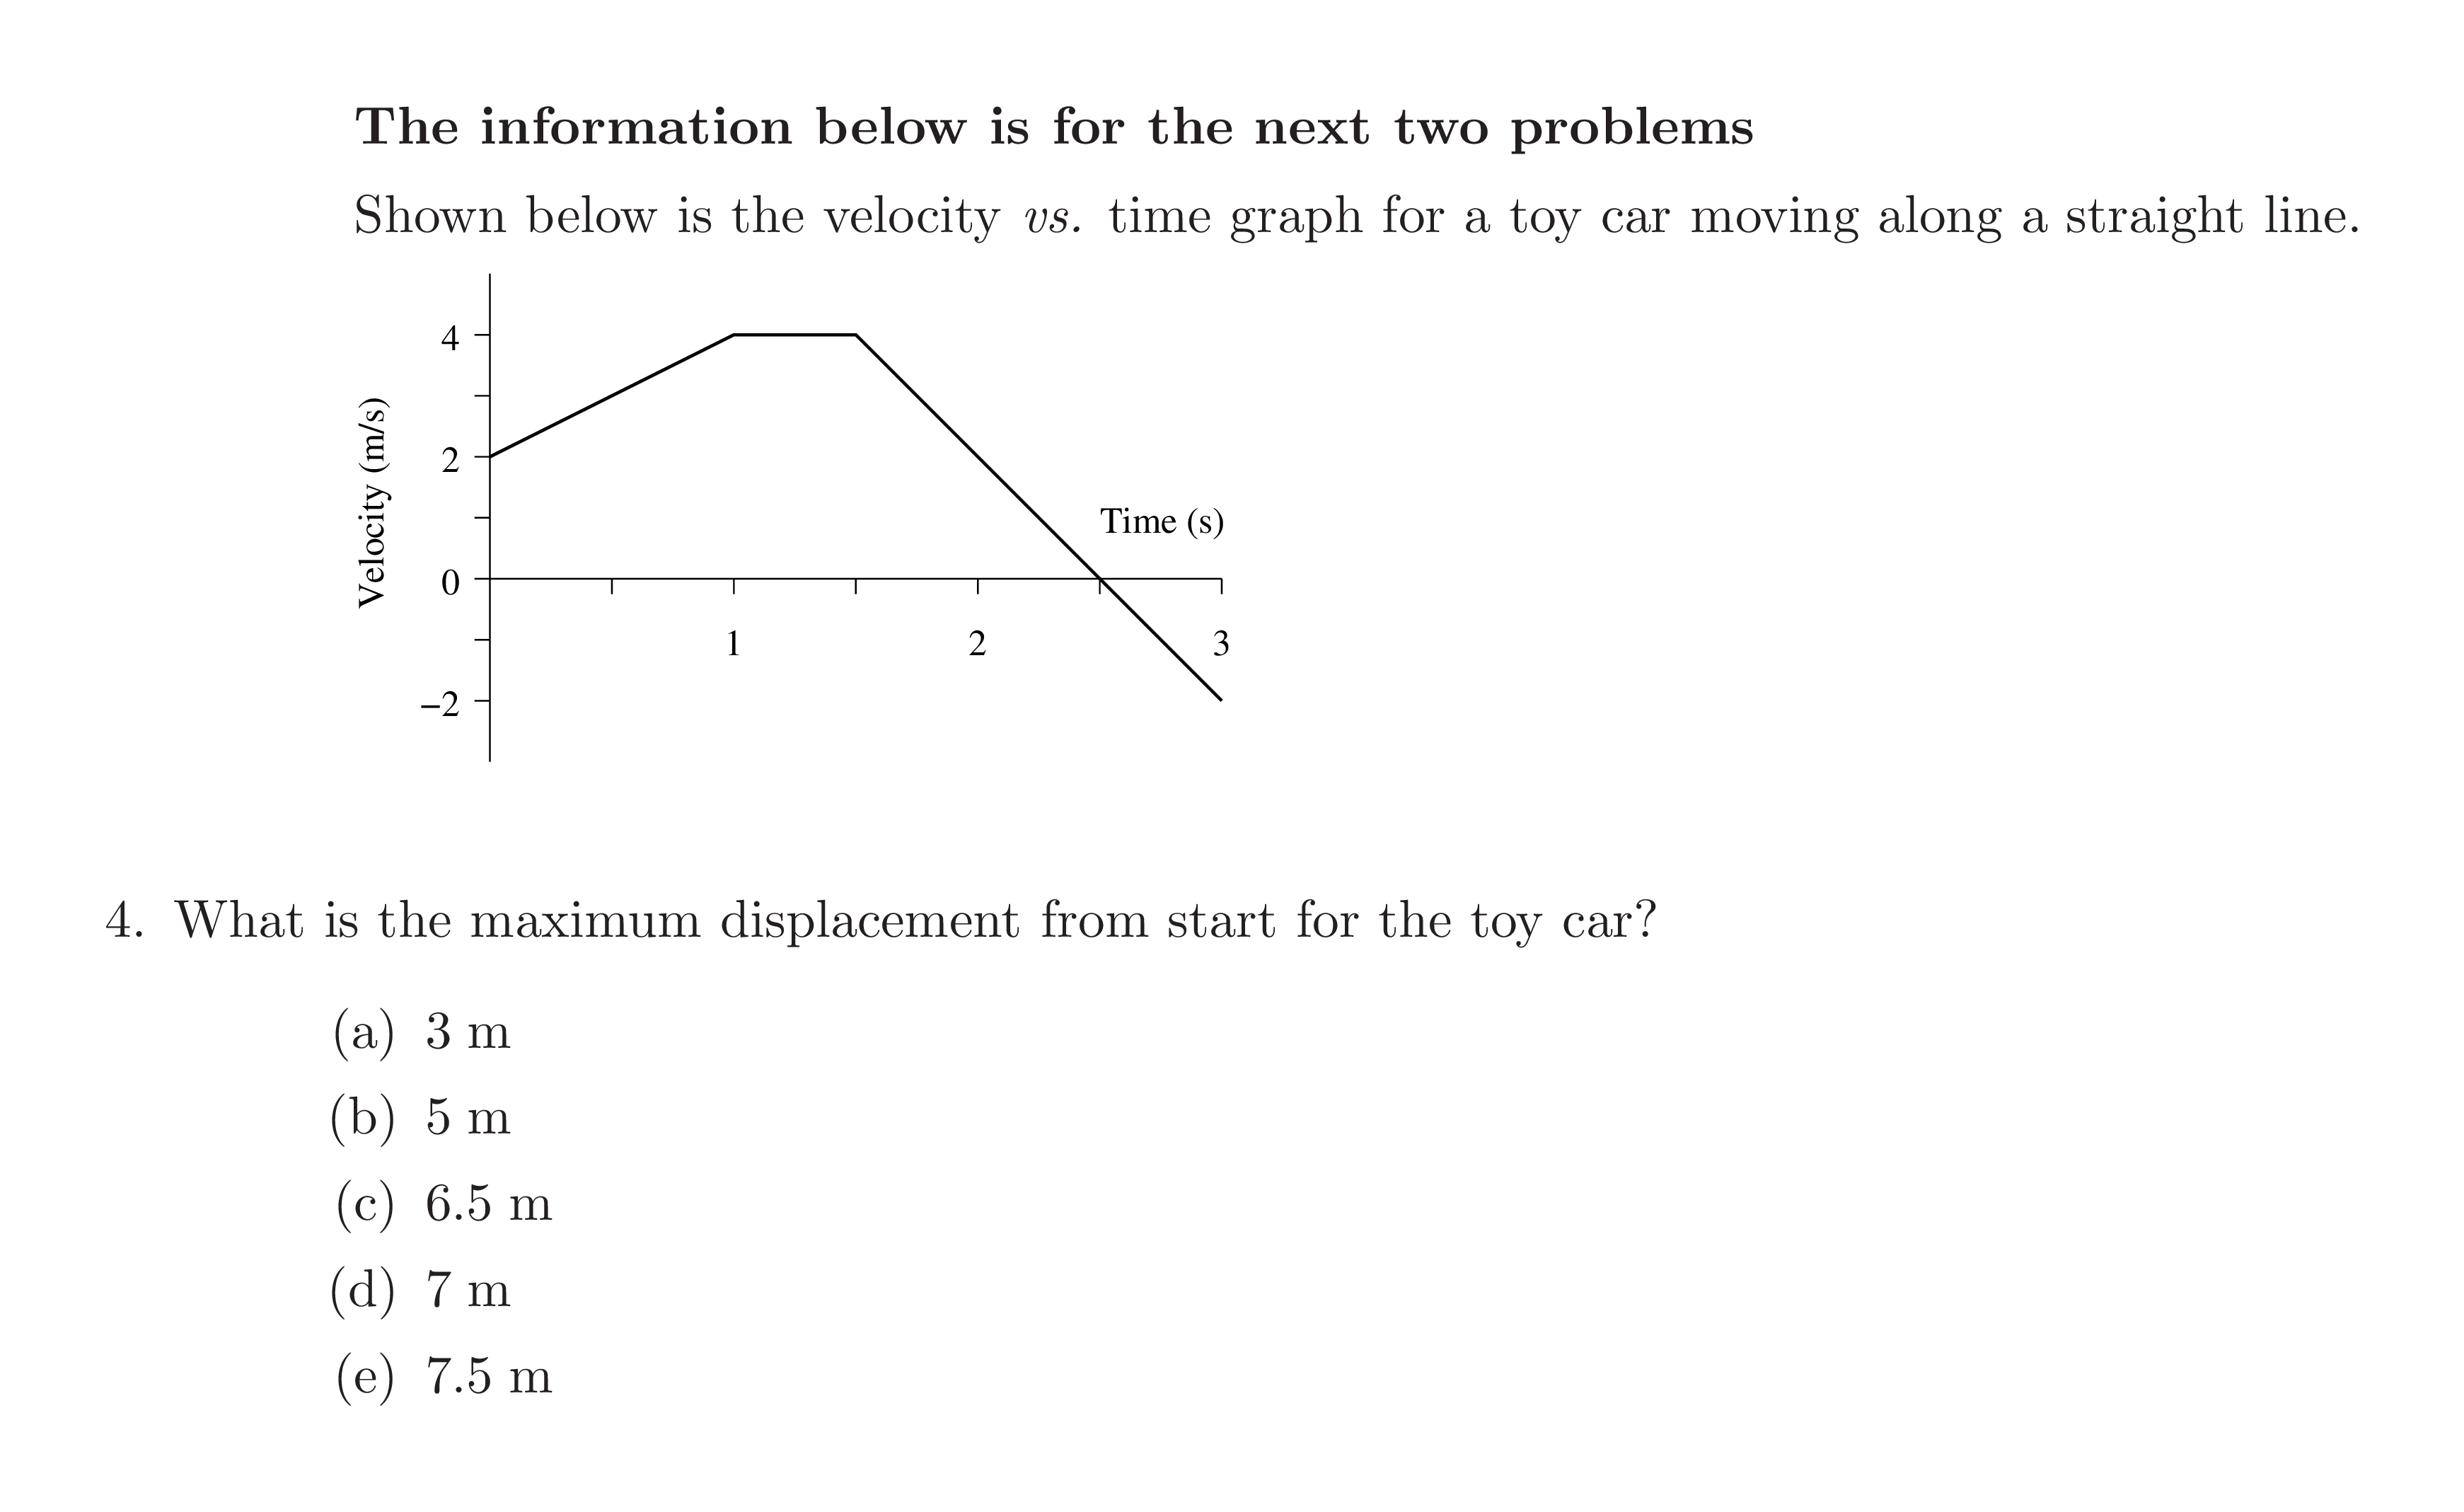 The information below is for the next two problems
Shown below is the velocity vs. time graph for a toy car moving along a straight line.
4
2
0
−2
Velocity (m/s)
Time (s)
1 2 3
4. What is the maximum displacement from start for the toy car?
(a) 3 m
(b) 5 m
(c) 6.5 m
(d) 7 m
(e) 7.5 m